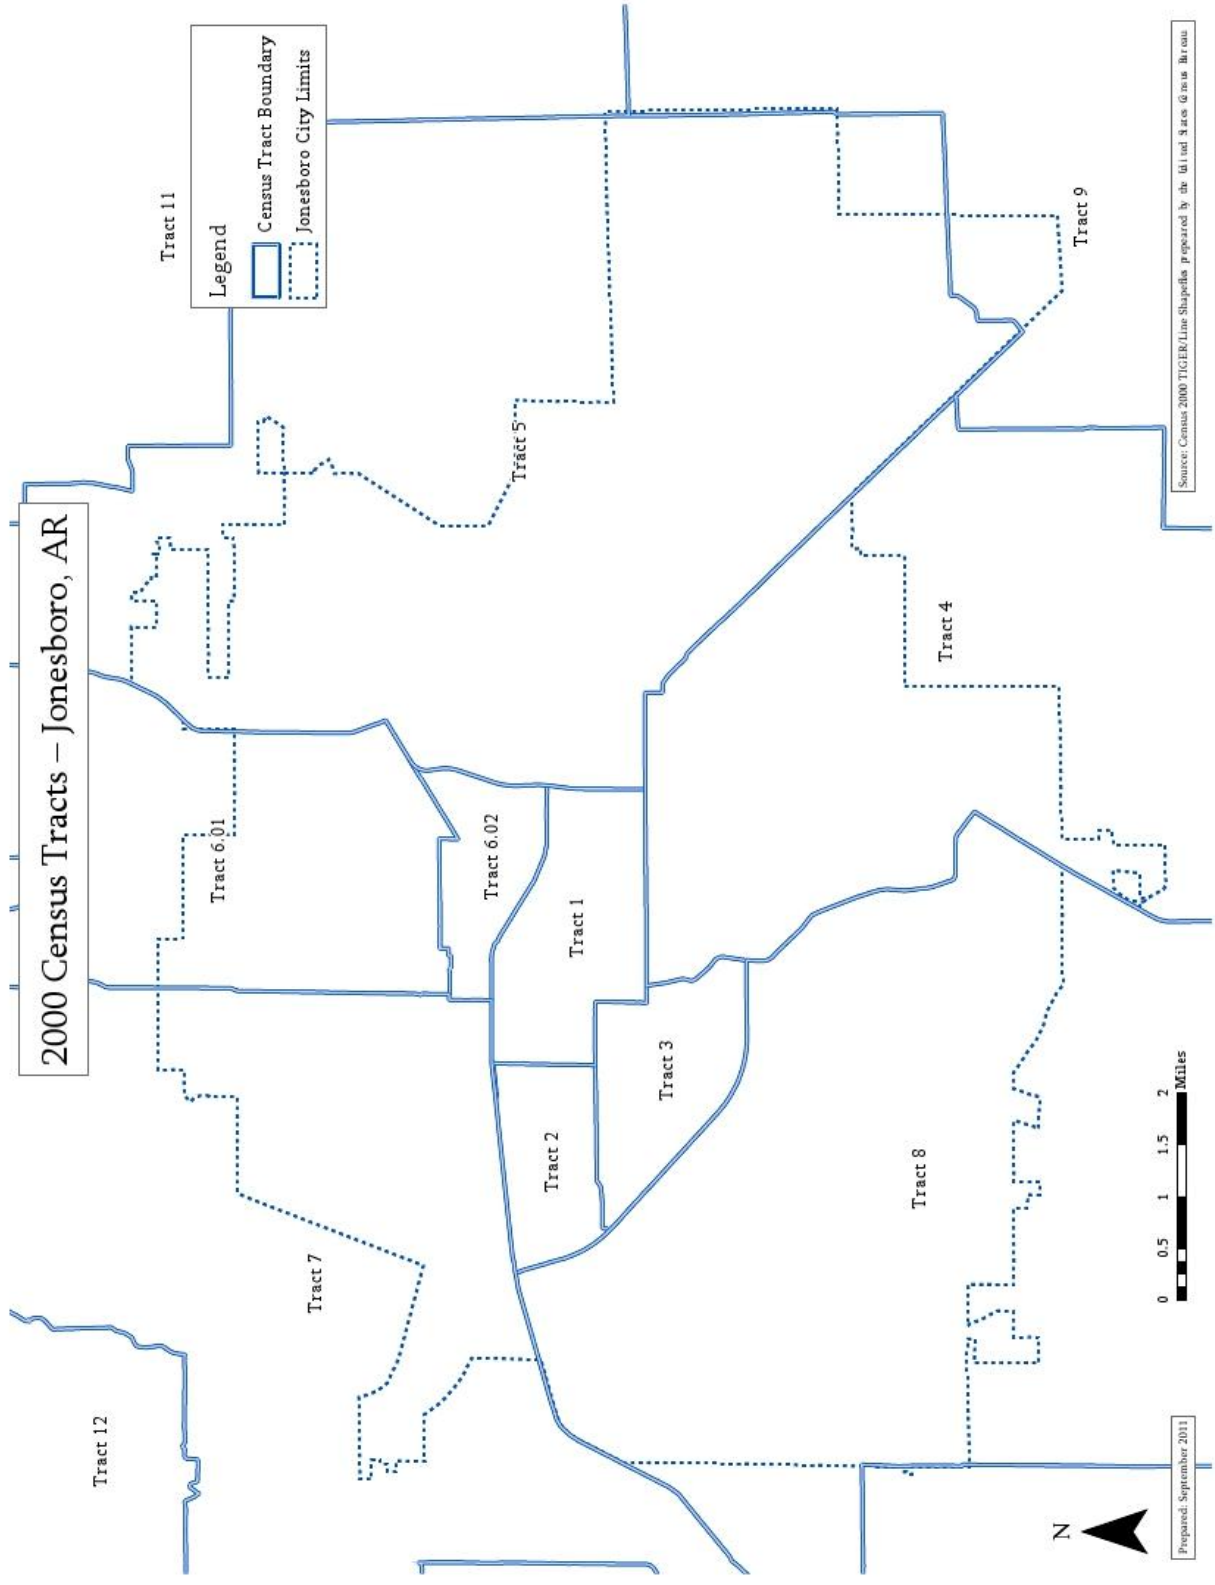 2000 Census Tracts – Jonesboro, AR
Tract 11
Legend
Census Tract Boundary
Jonesboro City Limits
Tract 12
Tract 7
Tract 6.01
Tract 6.02
Tract 5
Tract 1
Tract 2
Tract 3
Tract 8
Tract 4
Tract 9
N
0 0.5 1 1.5 2
Miles
Prepared: September 2011
Source: Census 2000 TIGER/Line Shapefiles prepeared by the United States Census Bureau